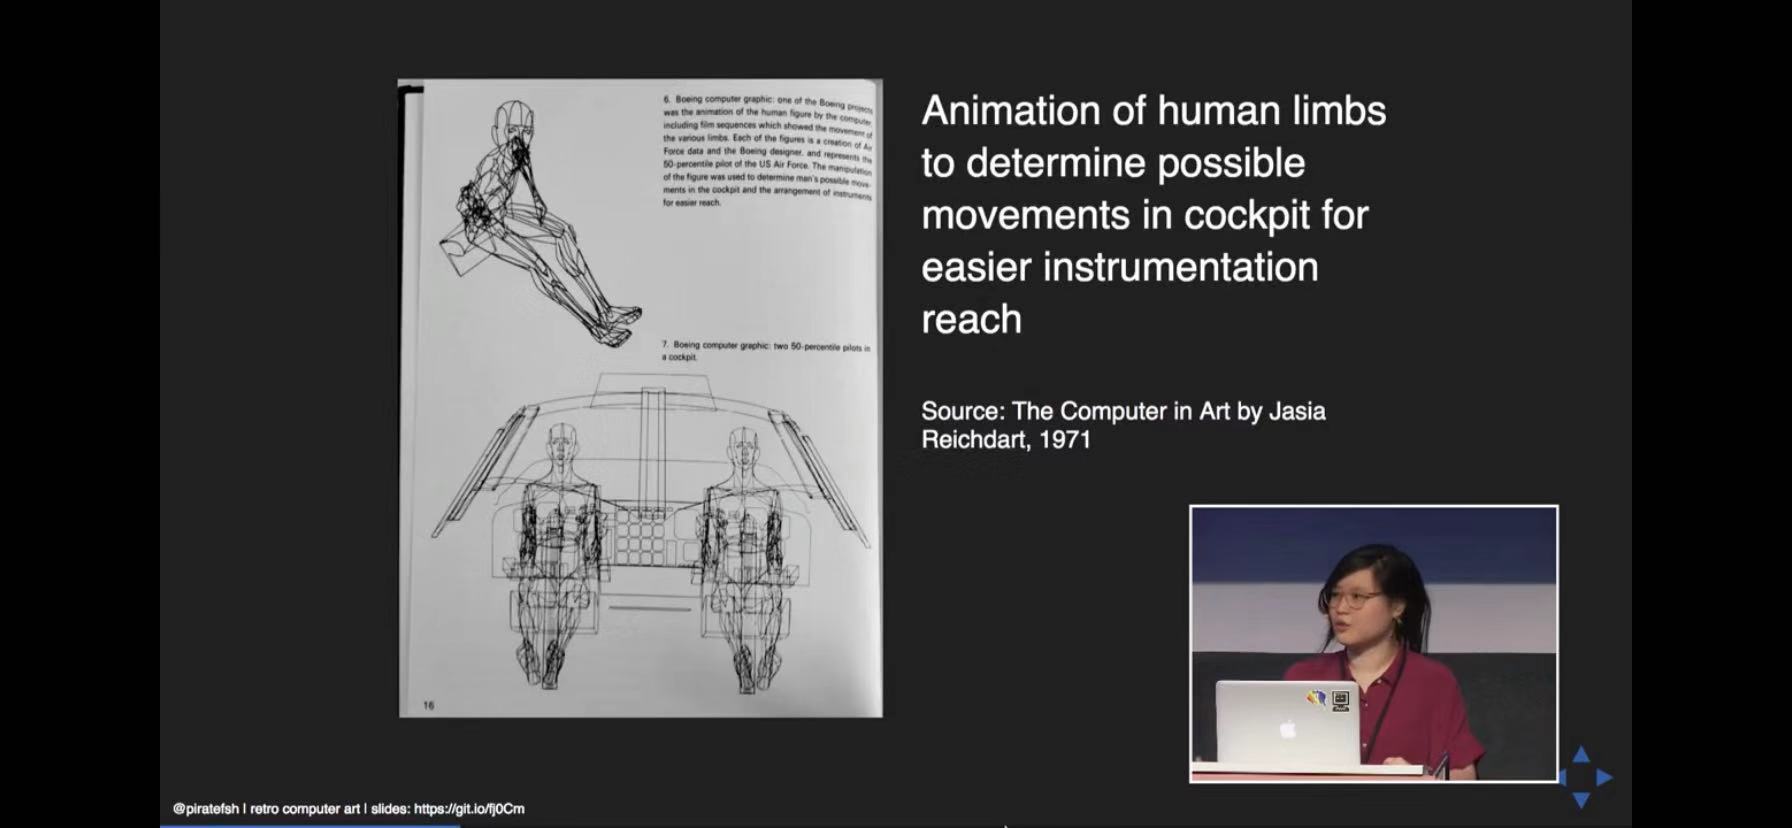 6. Boeing computer graphic: one of the Boeing projects
was the animation of the human figure by the computer,
including film sequences which showed the movement of
the various limbs. Each of the figures is a creation of Air
Force data and the Boeing designer, and represents the
50-percentile pilot of the US Air Force. The manipulation
of the figure was used to determine man's possible move-
ments in the cockpit and the arrangement of instruments
for easier reach.
7. Boeing computer graphic: two 50-percentile pilots in
a cockpit.
16
Animation of human limbs
to determine possible
movements in cockpit for
easier instrumentation
reach
Source: The Computer in Art by Jasia
Reichdart, 1971
@piratefsh | retro computer art | slides: https://git.io/fj0Cm